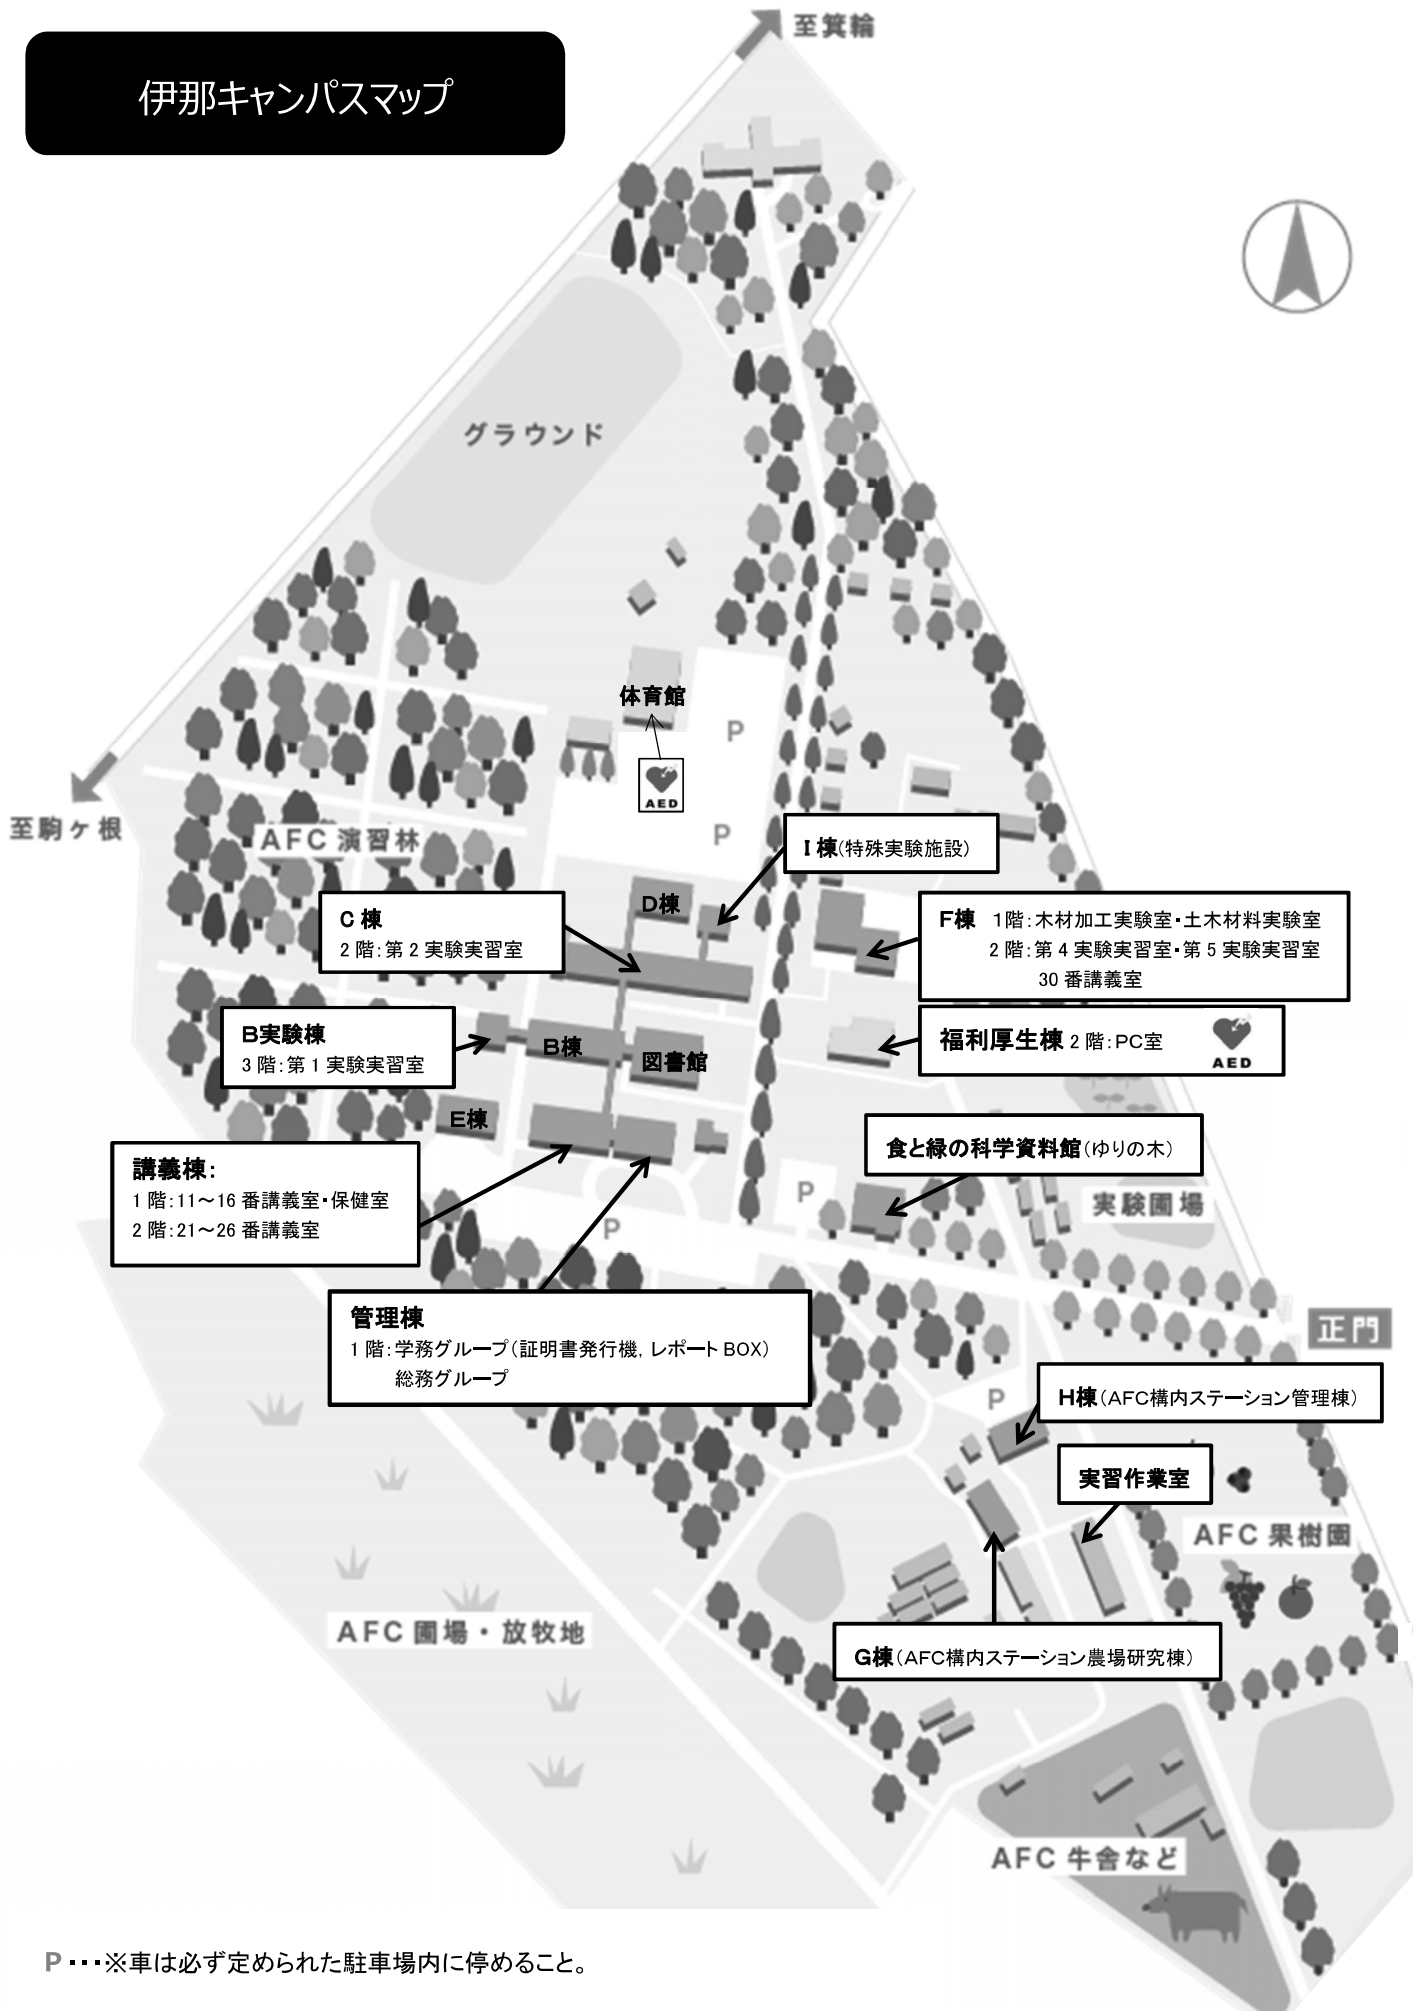 至箕輪
伊那キャンパスマップ
グラウンド
体育館
P
AED
至駒ヶ根
AFC 演習林
P
I 棟(特殊実験施設)
D棟
C 棟
2 階：第 2 実験実習室
F棟 1階：木材加工実験室・土木材料実験室
2階：第 4 実験実習室・第 5 実験実習室
30 番講義室
B実験棟
3 階：第 1 実験実習室
B棟
図書館
福利厚生棟 2 階：PC室
AED
E棟
食と緑の科学資料館(ゆりの木)
講義棟：
1 階：11～16 番講義室・保健室
2 階：21～26 番講義室
P
P
実験圃場
管理棟
1 階：学務グループ(証明書発行機, レポート BOX)
総務グループ
正門
P
H棟(AFC構内ステーション管理棟)
実習作業室
AFC 果樹園
AFC 圃場・放牧地
G棟(AFC構内ステーション農場研究棟)
AFC 牛舎など
P ・・・※車は必ず定められた駐車場内に停めること。